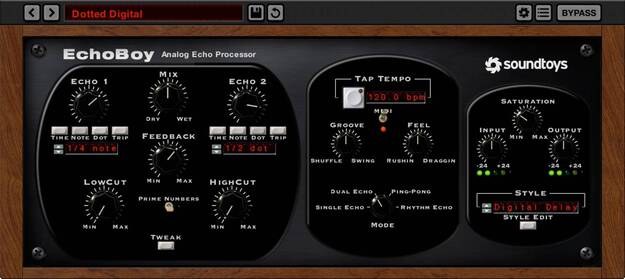 Dotted Digital
BYPASS
EchoBoy Analog Echo Processor
soundtoys
Echo 1
Mix
Echo 2
Dry Wet
Time Note Dot Trip
Time Note Dot Trip
1/4 note
1/2 dot
Feedback
Min Max
LowCut
HighCut
Prime Numbers
Min Max
Min Max
Tweak
Tap Tempo
120.0 bpm
MIDI
Groove
Feel
Shuffle Swing
Rushin Draggin
Dual Echo
Ping-Pong
Single Echo
Rhythm Echo
Mode
Saturation
Min Max
Input
Output
-24 +24
-24 +24
Style
Digital Delay
Style Edit